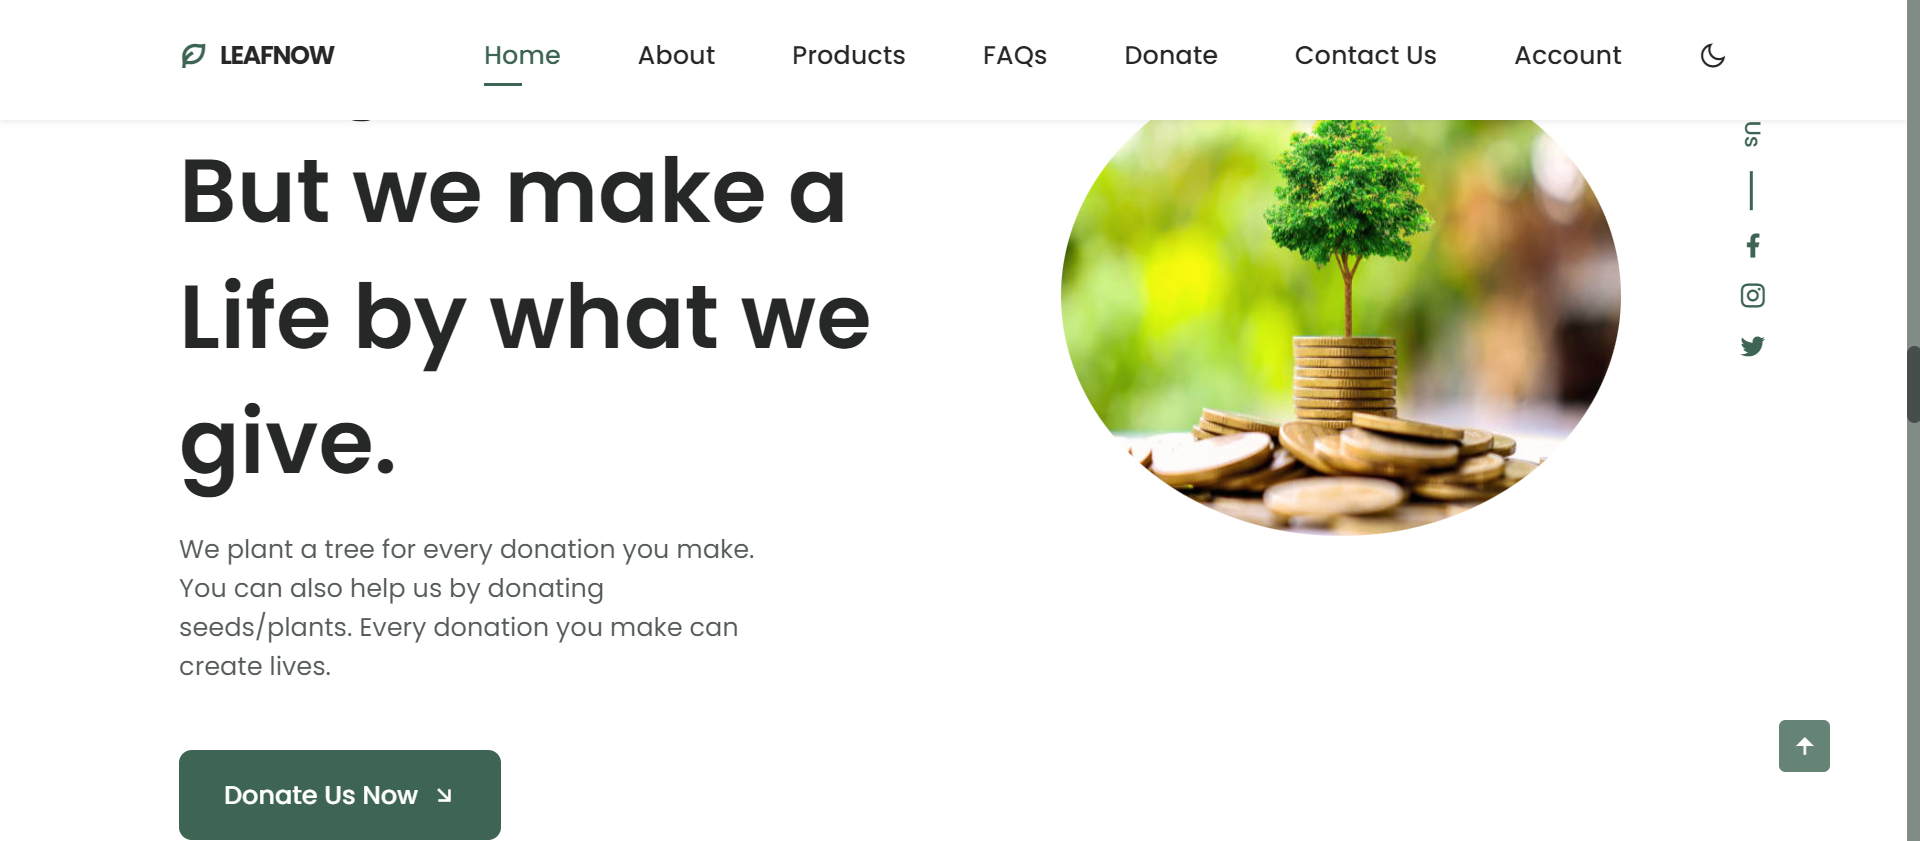 LEAFNOW
Home
About
Products
FAQs
Donate
Contact Us
Account
But we make a
Life by what we
give.
We plant a tree for every donation you make.
You can also help us by donating
seeds/plants. Every donation you make can
create lives.
Donate Us Now
Us